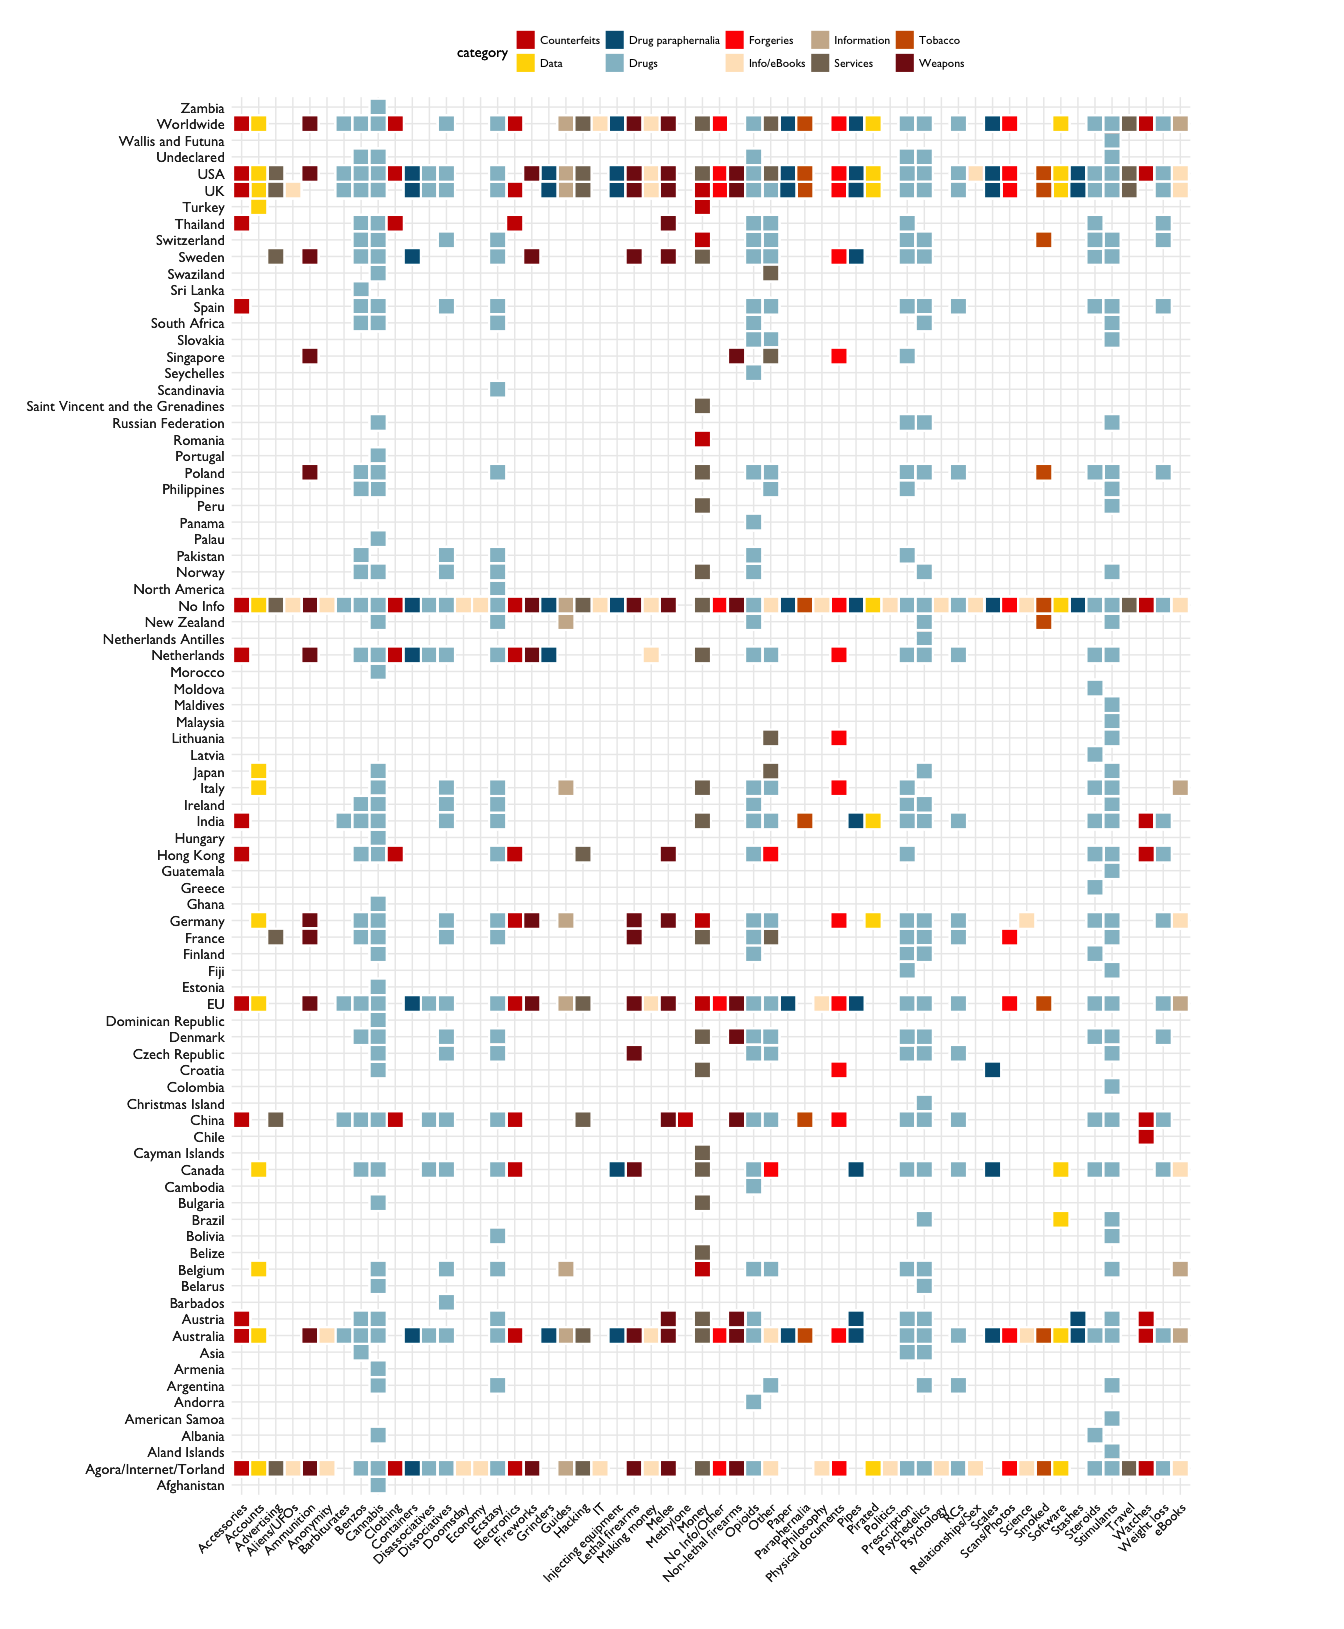 category
Counterfeits
Drug paraphernalia
Forgeries
Information
Tobacco
Data
Drugs
Info/eBooks
Services
Weapons
Zambia
Worldwide
Wallis and Futuna
Undeclared
USA
UK
Turkey
Thailand
Switzerland
Sweden
Swaziland
Sri Lanka
Spain
South Africa
Slovakia
Singapore
Seychelles
Scandinavia
Saint Vincent and the Grenadines
Russian Federation
Romania
Portugal
Poland
Philippines
Peru
Panama
Palau
Pakistan
Norway
North America
No Info
New Zealand
Netherlands Antilles
Netherlands
Morocco
Moldova
Maldives
Malaysia
Lithuania
Latvia
Japan
Italy
Ireland
India
Hungary
Hong Kong
Guatemala
Greece
Ghana
Germany
France
Finland
Fiji
Estonia
EU
Dominican Republic
Denmark
Czech Republic
Croatia
Colombia
Christmas Island
China
Chile
Cayman Islands
Canada
Cambodia
Bulgaria
Brazil
Bolivia
Belize
Belgium
Belarus
Barbados
Austria
Australia
Asia
Armenia
Argentina
Andorra
American Samoa
Albania
Aland Islands
Agora/Internet/Torland
Afghanistan
Accessories
Accounts
Advertising
Aliens/UFOs
Ammunition
Anonymity
Barbiturates
Benzos
Cannabis
Clothing
Containers
Disassociatives
Dissociatives
Doomsday
Economy
Ecstasy
Electronics
Fireworks
Grinders
Guides
Hacking
IT
Injecting equipment
Lethal firearms
Making money
Melee
Methylone
Money
No Info/Other
Non-lethal firearms
Opioids
Other
Paper
Paraphernalia
Philosophy
Physical documents
Pipes
Pirated
Politics
Prescription
Psychedelics
Psychology
RCs
Relationships/Sex
Scales
Scans/Photos
Science
Smoked
Software
Stashes
Steroids
Stimulants
Travel
Watches
Weight loss
eBooks